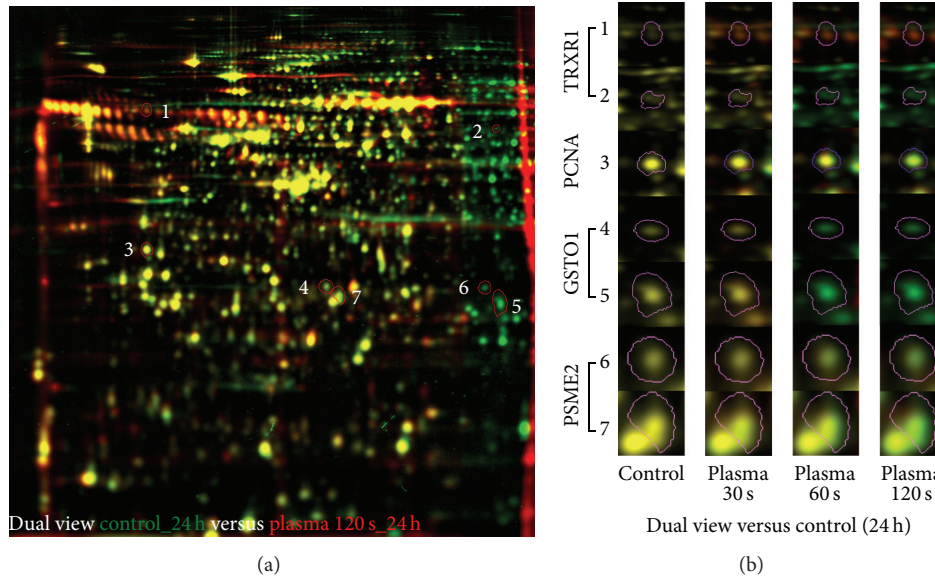 1
2
3
4
7
6
5
Dual view control_24 h versus plasma 120 s_24 h
(a)
(b)
TRXR1
1
2
PCNA
3
GSTO1
4
5
PSME2
6
7
Control
Plasma 30 s
Plasma 60 s
Plasma 120 s
Dual view versus control (24 h)